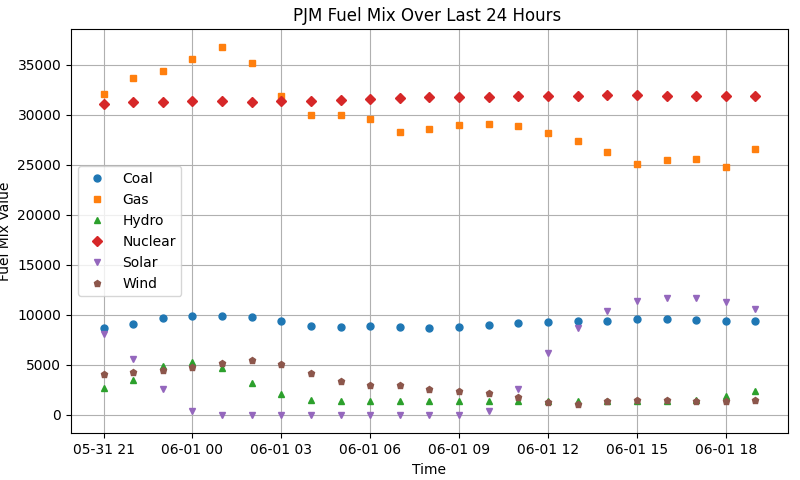 PJM Fuel Mix Over Last 24 Hours
35000
30000
25000
20000
15000
10000
5000
0
Fuel Mix Value
Coal
Gas
Hydro
Nuclear
Solar
Wind
05-31 21 06-01 00 06-01 03 06-01 06 06-01 09 06-01 12 06-01 15 06-01 18
Time